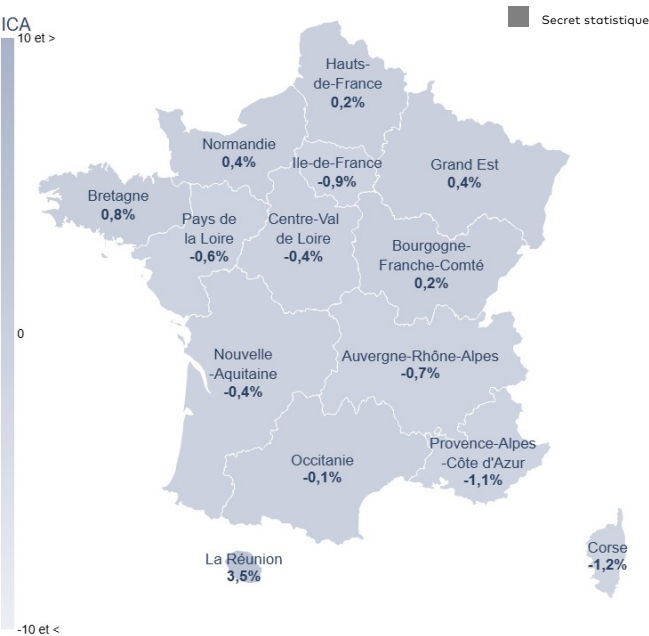 ICA
Secret statistique
10 et >
Hauts-
de-France
0,2%
Normandie
0,4%
Ile-de-France
-0,9%
Grand Est
0,4%
Bretagne
0,8%
Pays de
la Loire
-0,6%
Centre-Val
de Loire
-0,4%
Bourgogne-
Franche-Comté
0,2%
0
Nouvelle
-Aquitaine
-0,4%
Auvergne-Rhône-Alpes
-0,7%
Occitanie
-0,1%
Provence-Alpes
-Côte d'Azur
-1,1%
La Réunion
3,5%
Corse
-1,2%
-10 et <